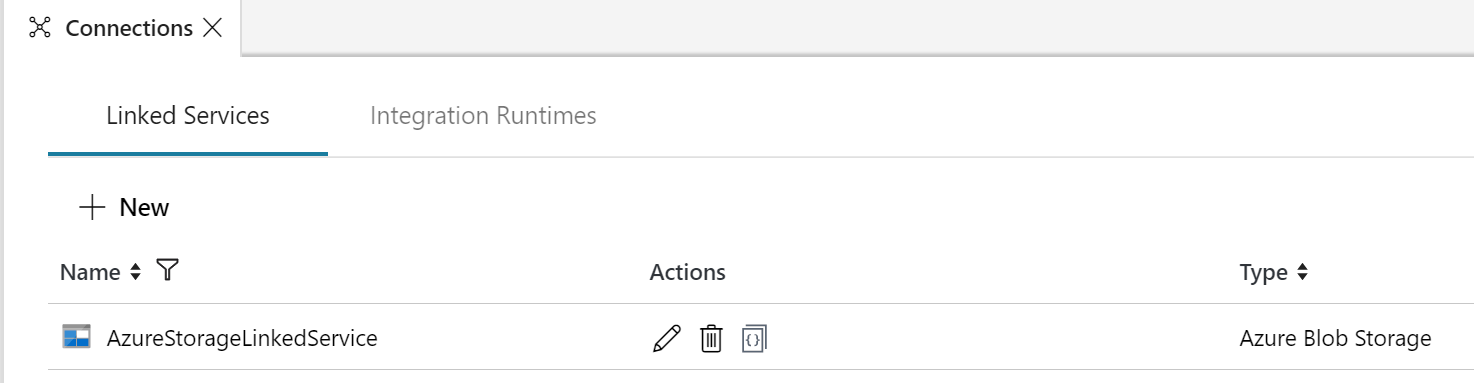 Connections
Linked Services Integration Runtimes
New
Name Actions Type
AzureStorageLinkedService {} Azure Blob Storage